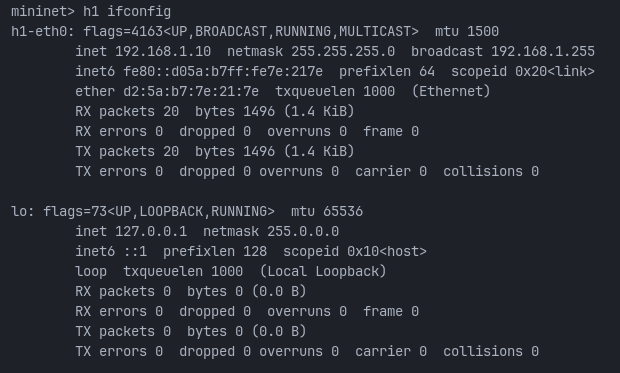 mininet> h1 ifconfig
h1-eth0: flags=4163<UP,BROADCAST,RUNNING,MULTICAST>  mtu 1500
        inet 192.168.1.10  netmask 255.255.255.0  broadcast 192.168.1.255
        inet6 fe80::d05a:b7ff:fe7e:217e  prefixlen 64  scopeid 0x20<link>
        ether d2:5a:b7:7e:21:7e  txqueuelen 1000  (Ethernet)
        RX packets 20  bytes 1496 (1.4 KiB)
        RX errors 0  dropped 0  overruns 0  frame 0
        TX packets 20  bytes 1496 (1.4 KiB)
        TX errors 0  dropped 0 overruns 0  carrier 0  collisions 0

lo: flags=73<UP,LOOPBACK,RUNNING>  mtu 65536
        inet 127.0.0.1  netmask 255.0.0.0
        inet6 ::1  prefixlen 128  scopeid 0x10<host>
        loop  txqueuelen 1000  (Local Loopback)
        RX packets 0  bytes 0 (0.0 B)
        RX errors 0  dropped 0  overruns 0  frame 0
        TX packets 0  bytes 0 (0.0 B)
        TX errors 0  dropped 0 overruns 0  carrier 0  collisions 0